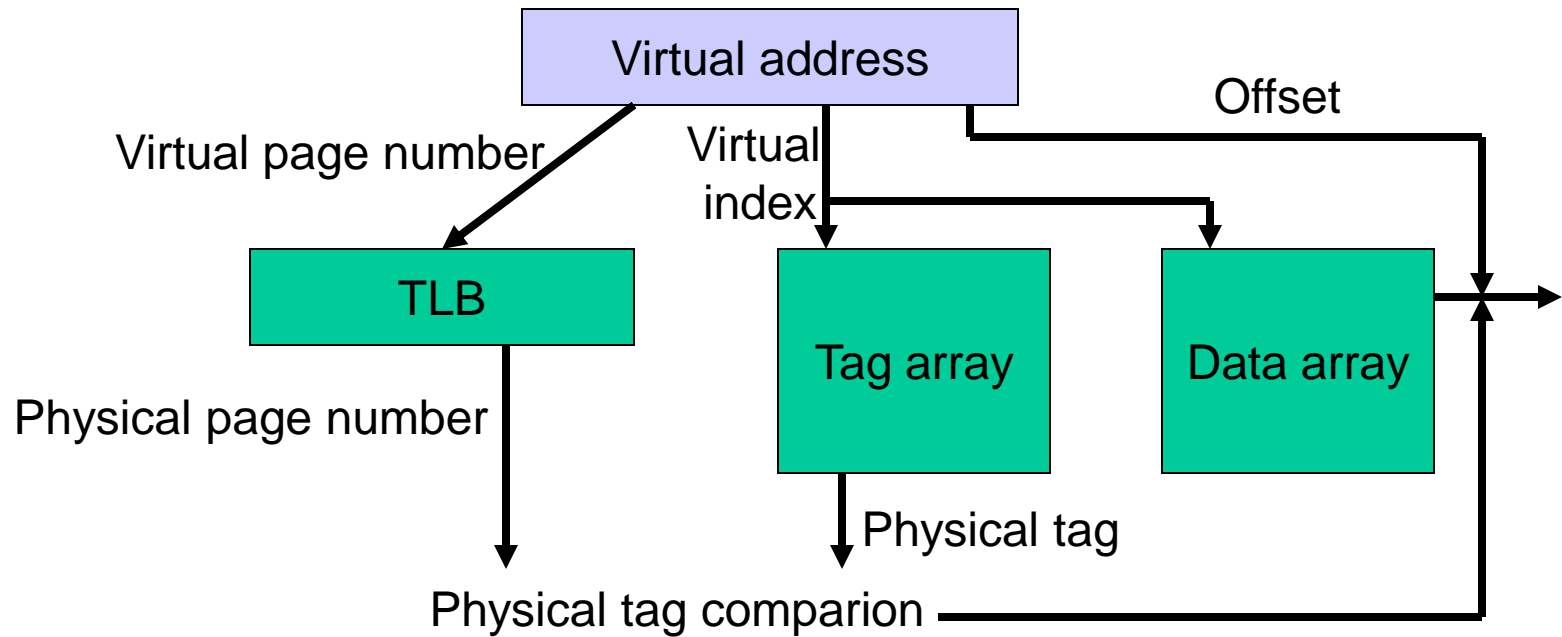 Virtual address
Offset
Virtual page number
Virtual
index
TLB
Tag array
Data array
Physical page number
Physical tag
Physical tag comparion